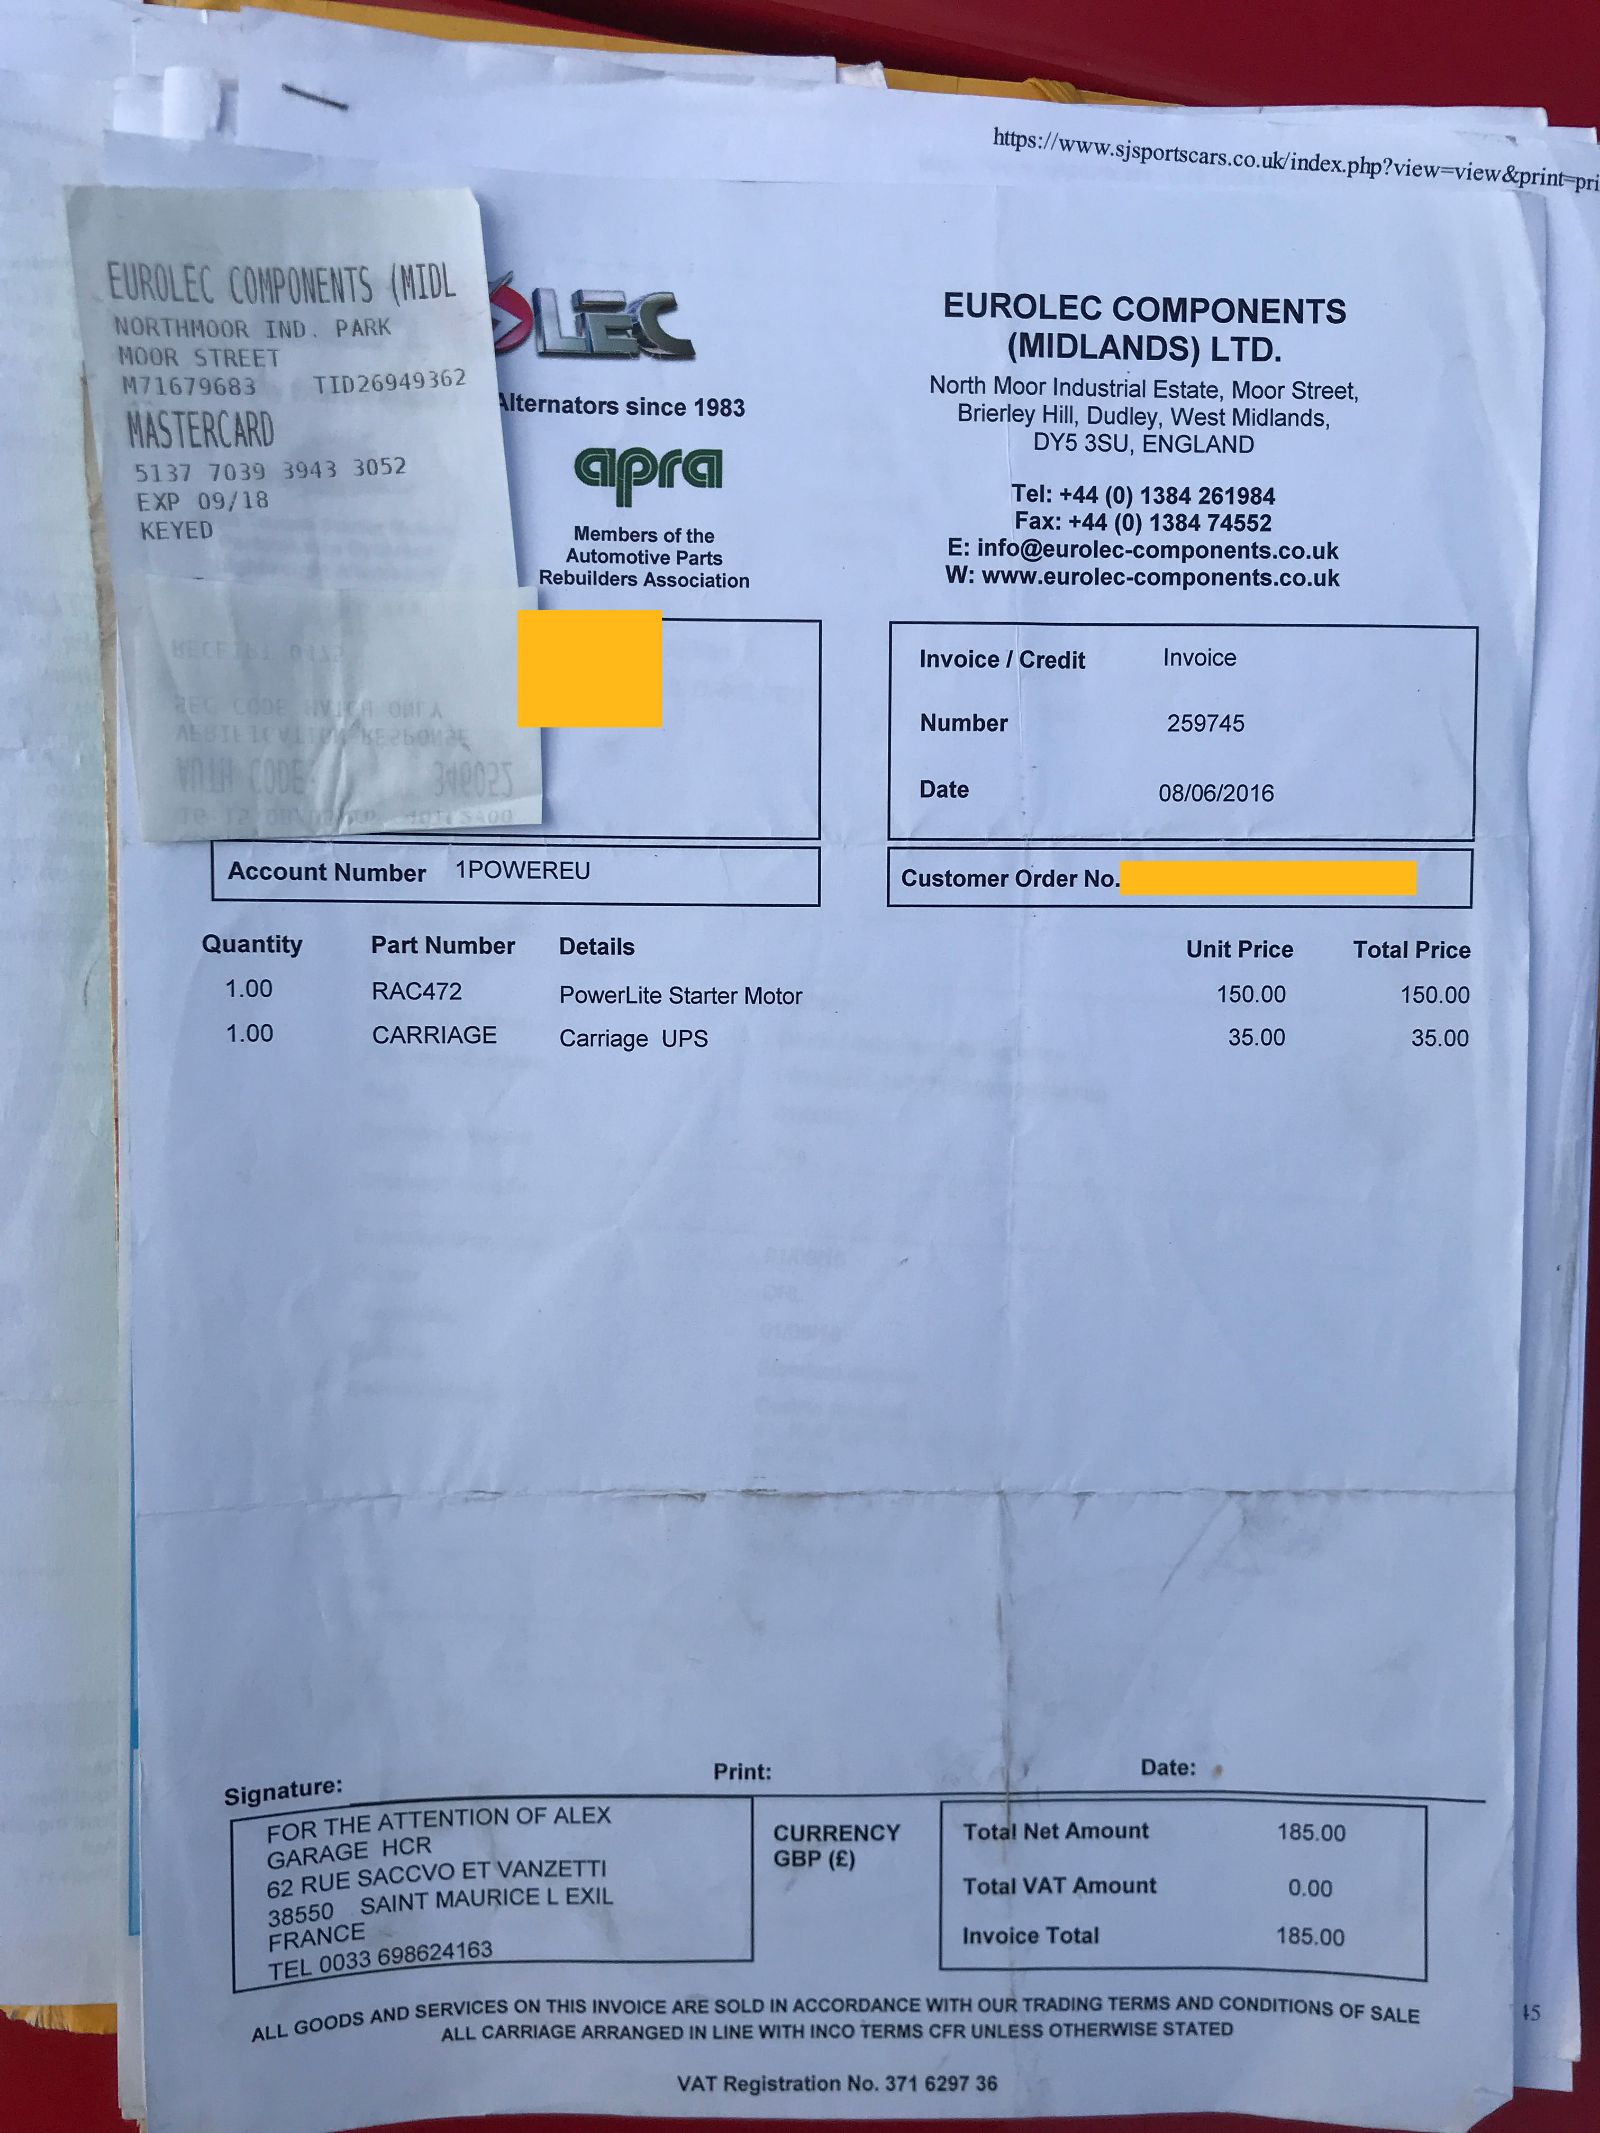 https://www.sjsportscars.co.uk/index.php?view=view&print=pri
EUROLEC COMPONENTS (MIDL
NORTHMOOR IND. PARK
MOOR STREET
M71679683 TID26949362
MASTERCARD
5137 7039 3943 3052
EXP 09/18
KEYED
LEC
Alternators since 1983
apra
Members of the
Automotive Parts
Rebuilders Association
EUROLEC COMPONENTS
(MIDLANDS) LTD.
North Moor Industrial Estate, Moor Street,
Brierley Hill, Dudley, West Midlands,
DY5 3SU, ENGLAND
Tel: +44 (0) 1384 261984
Fax: +44 (0) 1384 74552
E: info@eurolec-components.co.uk
W: www.eurolec-components.co.uk
Invoice / Credit Invoice
Number 259745
Date 08/06/2016
Account Number 1POWEREU
Customer Order No.
Quantity Part Number Details Unit Price Total Price
1.00 RAC472 PowerLite Starter Motor 150.00 150.00
1.00 CARRIAGE Carriage UPS 35.00 35.00
Signature: Print: Date:
FOR THE ATTENTION OF ALEX
GARAGE HCR
62 RUE SACCVO ET VANZETTI
38550 SAINT MAURICE L EXIL
FRANCE
TEL 0033 698624163
CURRENCY
GBP (£)
Total Net Amount 185.00
Total VAT Amount 0.00
Invoice Total 185.00
ALL GOODS AND SERVICES ON THIS INVOICE ARE SOLD IN ACCORDANCE WITH OUR TRADING TERMS AND CONDITIONS OF SALE
ALL CARRIAGE ARRANGED IN LINE WITH INCO TERMS CFR UNLESS OTHERWISE STATED
VAT Registration No. 371 6297 36